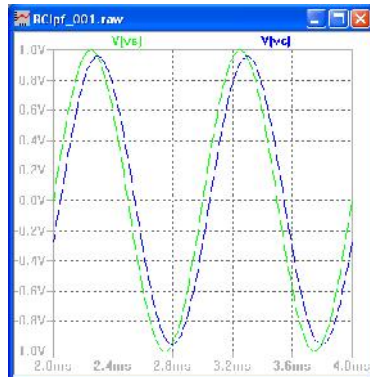 RClpf_001.raw
V(vs) V(vc)
1.0V
0.8V
0.6V
0.4V
0.2V
0.0V
-0.2V
-0.4V
-0.6V
-0.8V
1.0V
2.0ms 2.4ms 2.8ms 3.2ms 3.6ms 4.0ms